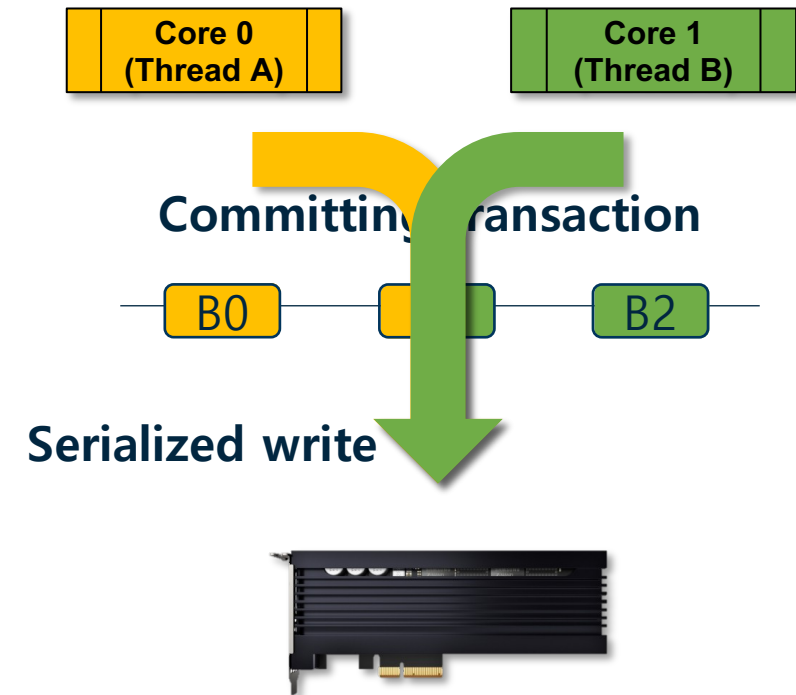 Core 0
(Thread A)
Core 1
(Thread B)
Committing ransaction
B0
B2
Serialized write